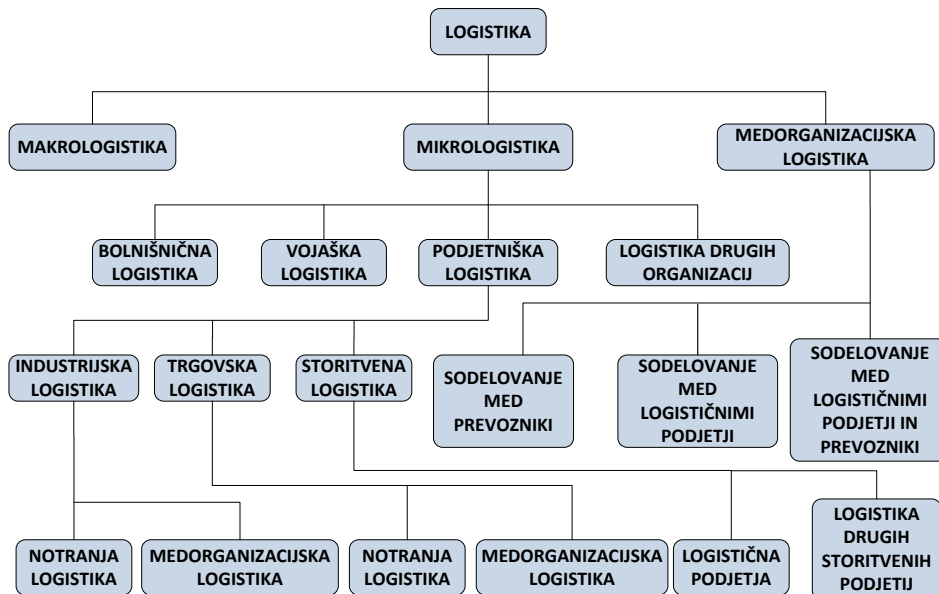 LOGISTIKA
MAKROLOGISTIKA
MIKROLOGISTIKA
MEDORGANIZACIJSKA
LOGISTIKA
BOLNIŠNIČNA
LOGISTIKA
VOJAŠKA
LOGISTIKA
PODJETNIŠKA
LOGISTIKA
LOGISTIKA DRUGIH
ORGANIZACIJ
INDUSTRIJSKA
LOGISTIKA
TRGOVSKA
LOGISTIKA
STORITVENA
LOGISTIKA
SODELOVANJE
MED
PREVOZNIKI
SODELOVANJE
MED
LOGISTIČNIMI
PODJETJI
SODELOVANJE
MED
LOGISTIČNIMI
PODJETJI IN
PREVOZNIKI
NOTRANJA
LOGISTIKA
MEDORGANIZACIJSKA
LOGISTIKA
NOTRANJA
LOGISTIKA
MEDORGANIZACIJSKA
LOGISTIKA
LOGISTIČNA
PODJETJA
LOGISTIKA
DRUGIH
STORITVENIH
PODJETIJ